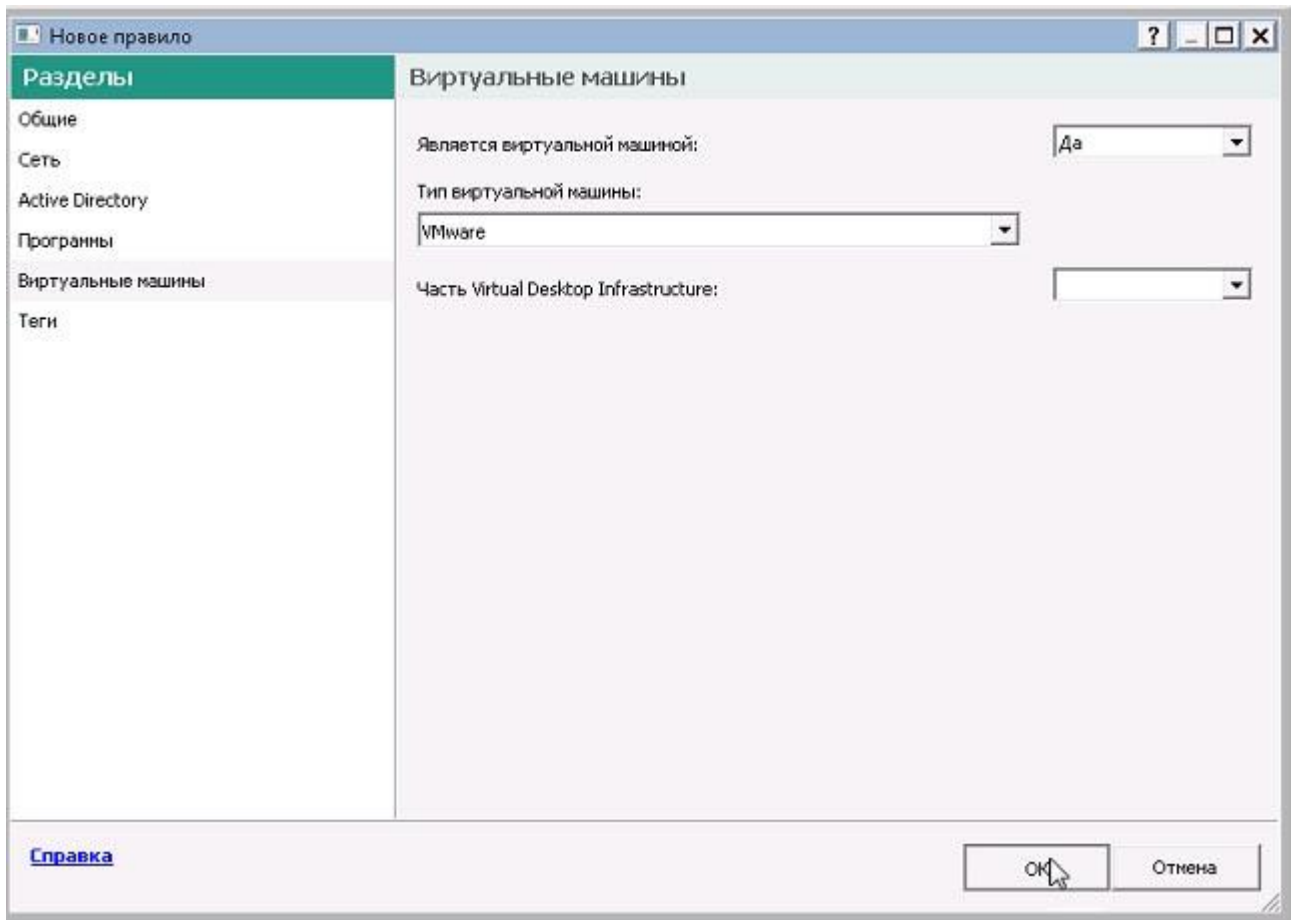 Новое правило
Разделы
Общие
Сеть
Active Directory
Программы
Виртуальные машины
Теги
Виртуальные машины
Является виртуальной машиной:
Да
Тип виртуальной машины:
VMware
Часть Virtual Desktop Infrastructure:
Справка
OK
Отмена